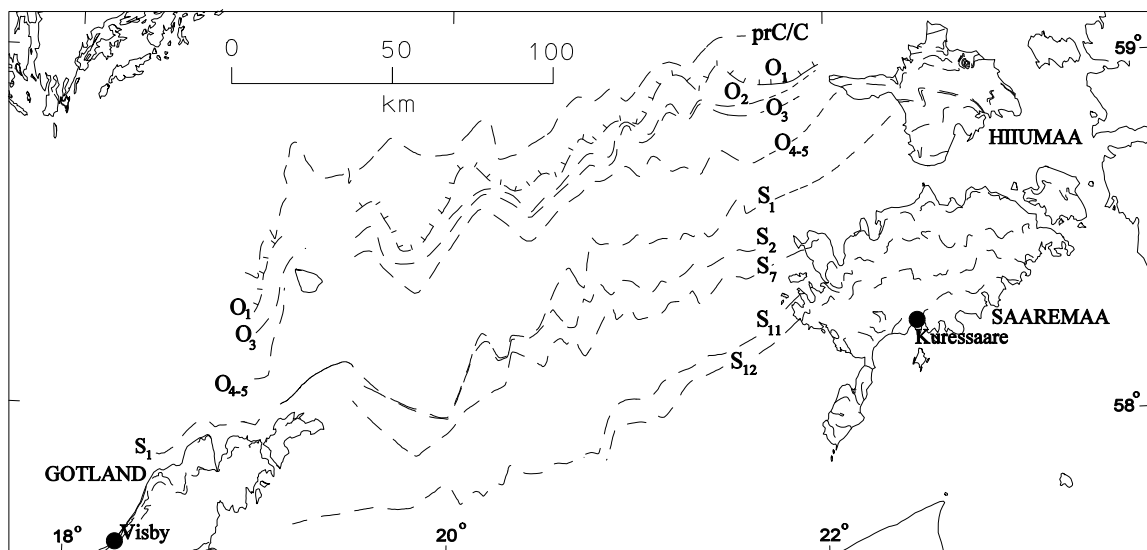 prC/C
59°
0 50 100
km
O₁
O₂
O₃
HIIUMAA
O₄₋₅
S₁
S₂
S₇
O₁
O₃
S₁₁
SAAREMAA
Kuressaare
S₁₂
O₄₋₅
58°
S₁
GOTLAND
Visby
18° 20° 22°